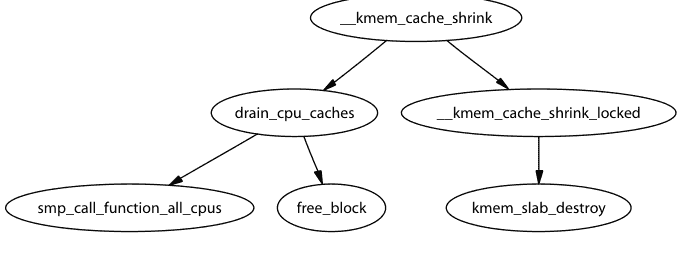 __kmem_cache_shrink
drain_cpu_caches
__kmem_cache_shrink_locked
smp_call_function_all_cpus
free_block
kmem_slab_destroy